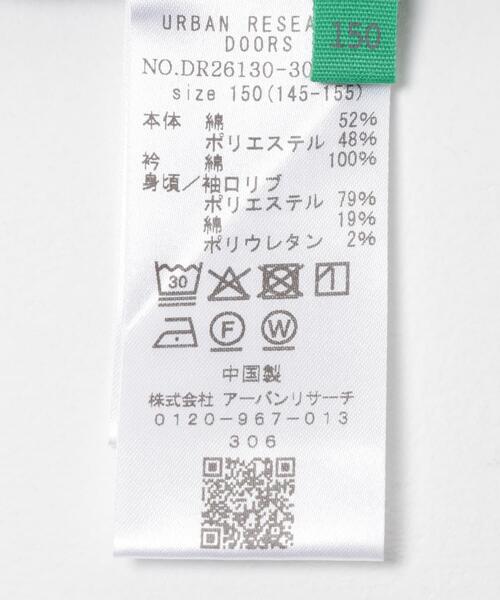 URBAN RESEA
150
DOORS
NO.DR26130-30
size 150(145-155)
本体 綿 52%
ポリエステル 48%
衿 綿 100%
身頃/袖口リブ
ポリエステル 79%
綿 19%
ポリウレタン 2%
30
F W
中国製
株式会社 アーバンリサーチ
0120-967-013
306